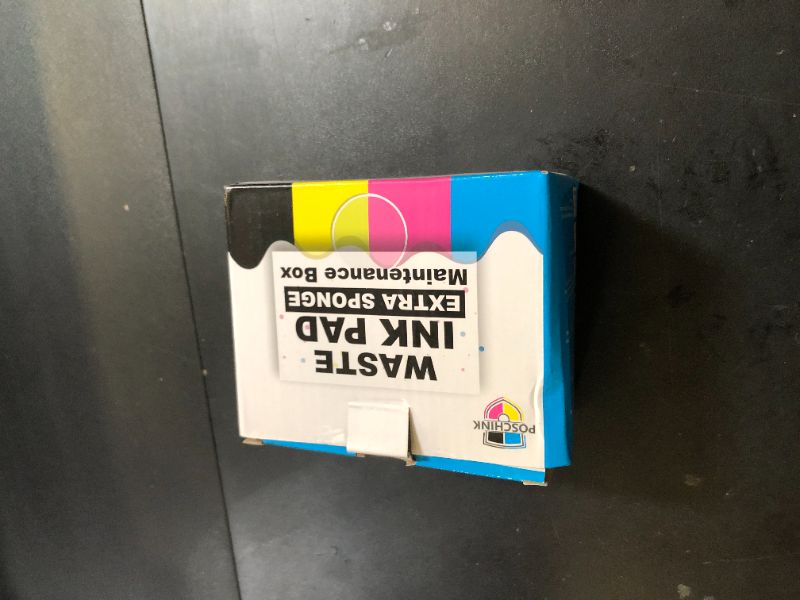 POSCHINK
WASTE
INK PAD
EXTRA SPONGE
Maintenance Box